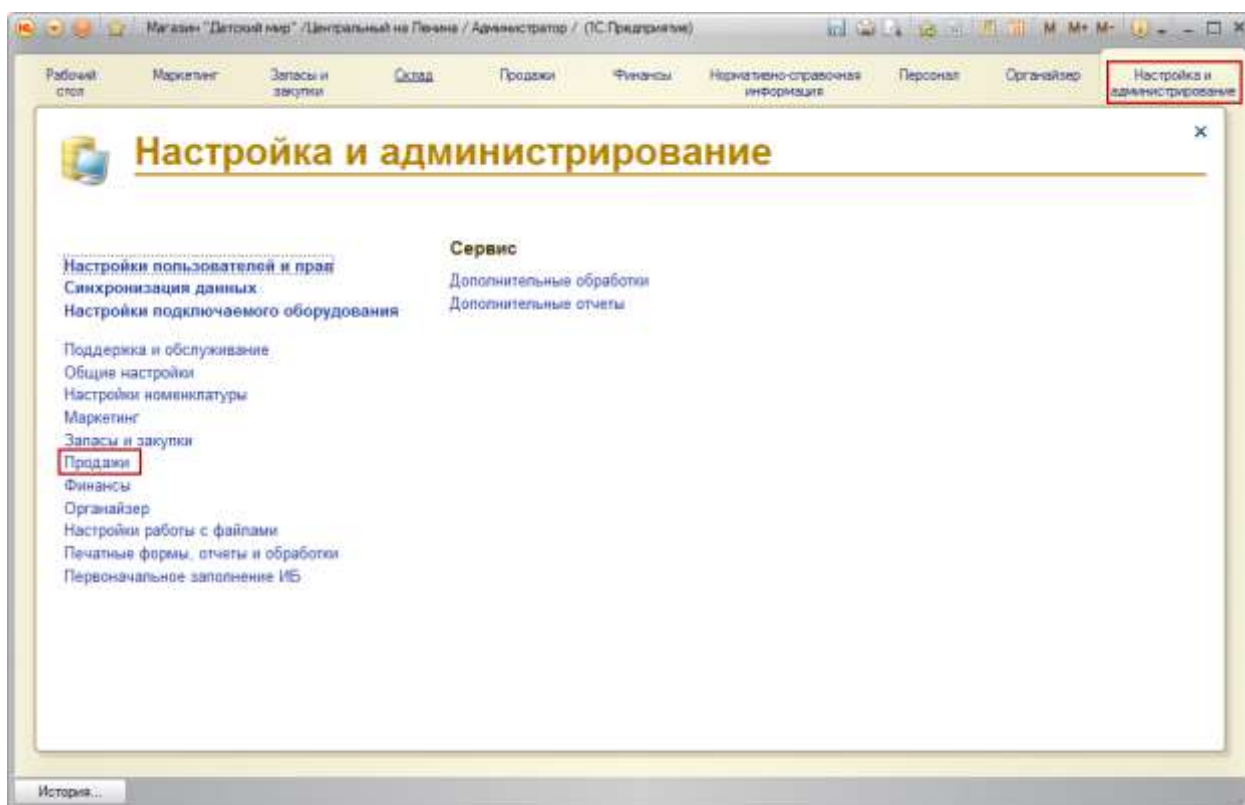 Магазин "Детский мир" /Центральный на Ленина / Администратор / (1С:Предприятие)
M M+ M-
Рабочий стол
Маркетинг
Запасы и закупки
Склад
Продажи
Финансы
Нормативно-справочная информация
Персонал
Органайзер
Настройка и администрирование
Настройка и администрирование
Настройки пользователей и прав
Синхронизация данных
Настройки подключаемого оборудования
Поддержка и обслуживание
Общие настройки
Настройки номенклатуры
Маркетинг
Запасы и закупки
Продажи
Финансы
Органайзер
Настройки работы с файлами
Печатные формы, отчеты и обработки
Первоначальное заполнение ИБ
Сервис
Дополнительные обработки
Дополнительные отчеты
История...